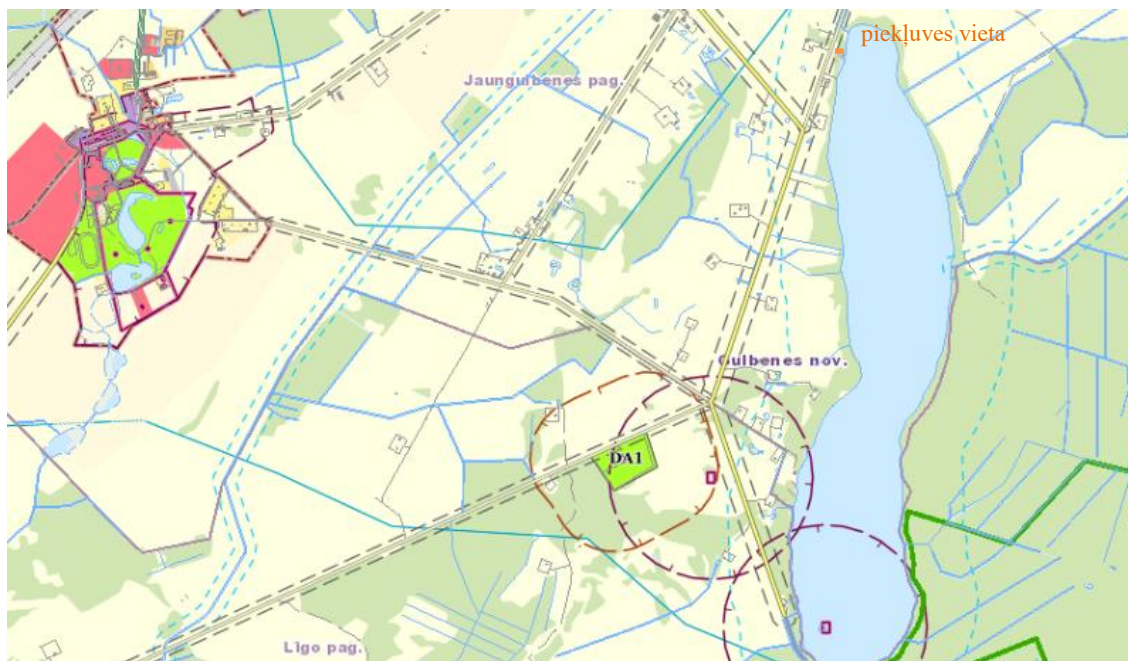 piekļuves vieta
Jaungulbenes pag.
Gulbenes nov.
DA1
Līgo pag.